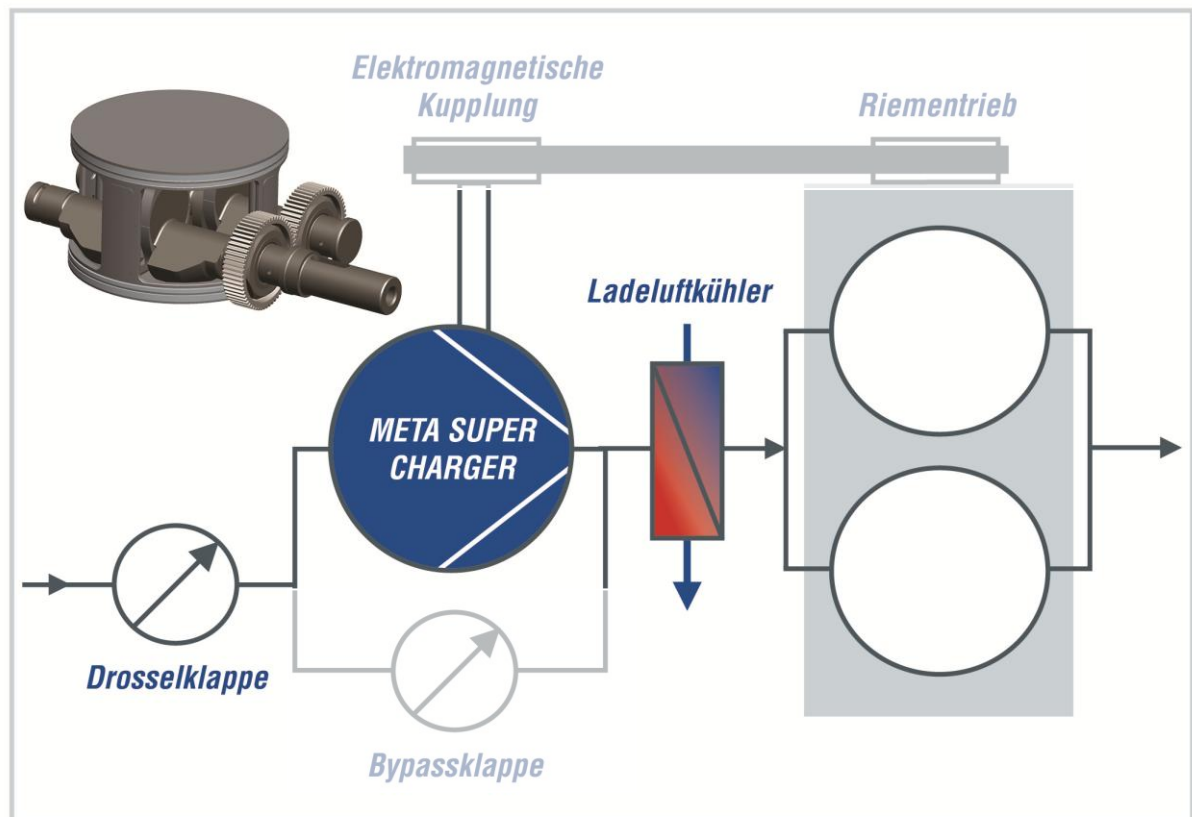 Elektromagnetische
Kupplung
Riementrieb
Ladeluftkühler
META SUPER
CHARGER
Drosselklappe
Bypassklappe